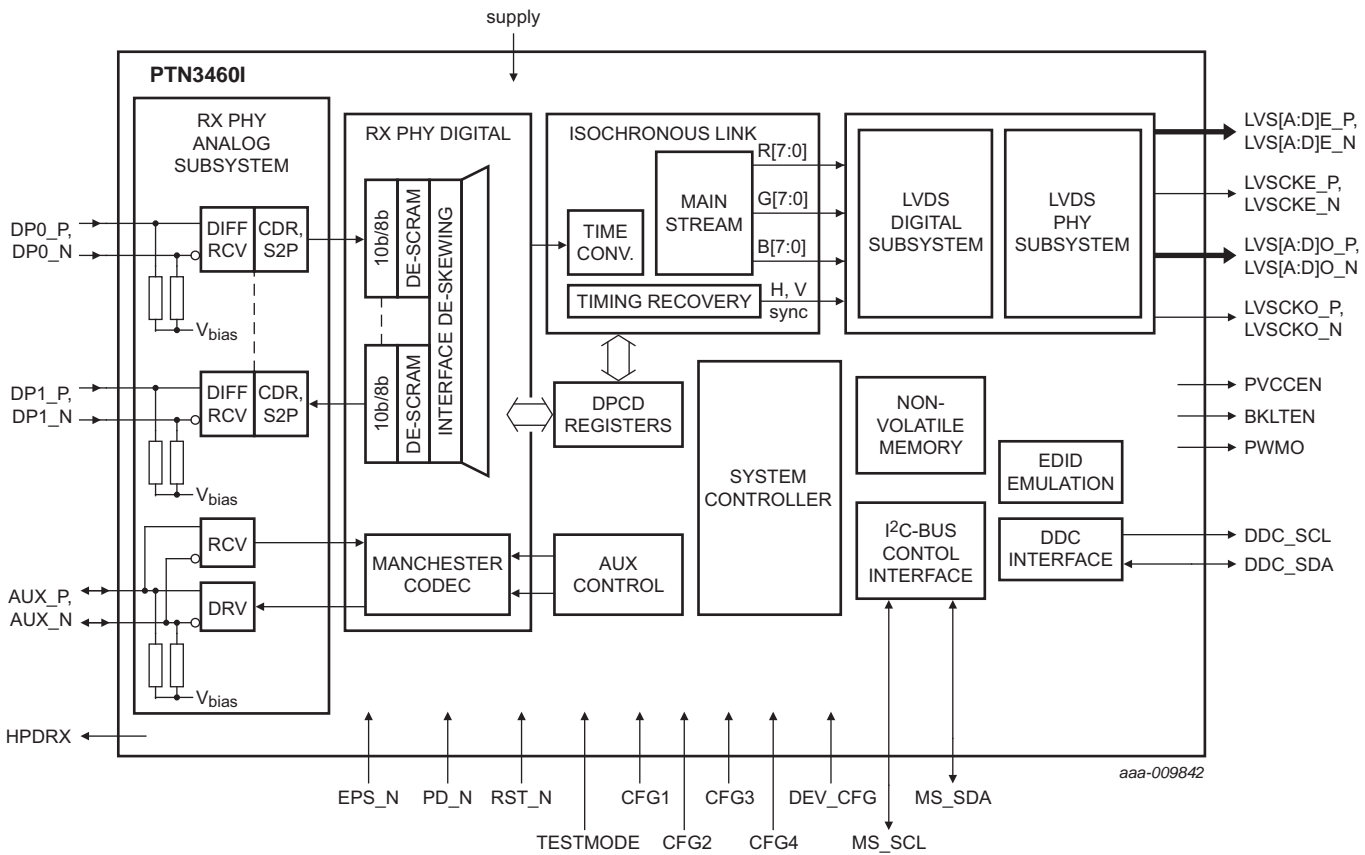 supply
PTN3460I
RX PHY
ANALOG
SUBSYSTEM
DP0_P,
DP0_N
DIFF
RCV
CDR,
S2P
Vbias
DP1_P,
DP1_N
DIFF
RCV
CDR,
S2P
Vbias
RCV
AUX_P,
AUX_N
DRV
Vbias
HPDRX
RX PHY DIGITAL
10b/8b
DE-SCRAM
10b/8b
DE-SCRAM
INTERFACE DE-SKEWING
MANCHESTER
CODEC
ISOCHRONOUS LINK
TIME
CONV.
MAIN
STREAM
R[7:0]
G[7:0]
B[7:0]
TIMING RECOVERY
H, V
sync
DPCD
REGISTERS
AUX
CONTROL
SYSTEM
CONTROLLER
LVDS
DIGITAL
SUBSYSTEM
LVDS
PHY
SUBSYSTEM
NON-
VOLATILE
MEMORY
EDID
EMULATION
I2C-BUS
CONTOL
INTERFACE
DDC
INTERFACE
LVS[A:D]E_P,
LVS[A:D]E_N
LVSCKE_P,
LVSCKE_N
LVS[A:D]O_P,
LVS[A:D]O_N
LVSCKO_P,
LVSCKO_N
PVCCEN
BKLTEN
PWMO
DDC_SCL
DDC_SDA
aaa-009842
EPS_N
PD_N
RST_N
TESTMODE
CFG1
CFG2
CFG3
CFG4
DEV_CFG
MS_SCL
MS_SDA